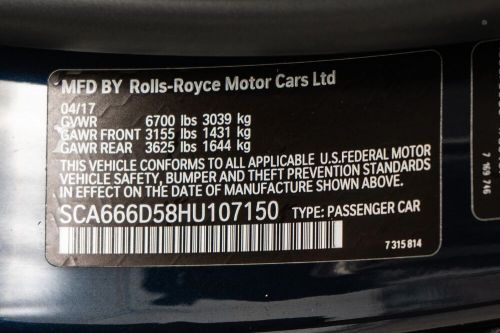 MFD BY Rolls-Royce Motor Cars Ltd
04/17
GVWR 6700 lbs 3039 kg
GAWR FRONT 3155 lbs 1431 kg
GAWR REAR 3625 lbs 1644 kg
THIS VEHICLE CONFORMS TO ALL APPLICABLE U.S.FEDERAL MOTOR
VEHICLE SAFETY, BUMPER AND THEFT PREVENTION STANDARDS
IN EFFECT ON THE DATE OF MANUFACTURE SHOWN ABOVE.
SCA666D58HU107150 TYPE: PASSENGER CAR
7 315 814
7 169 746